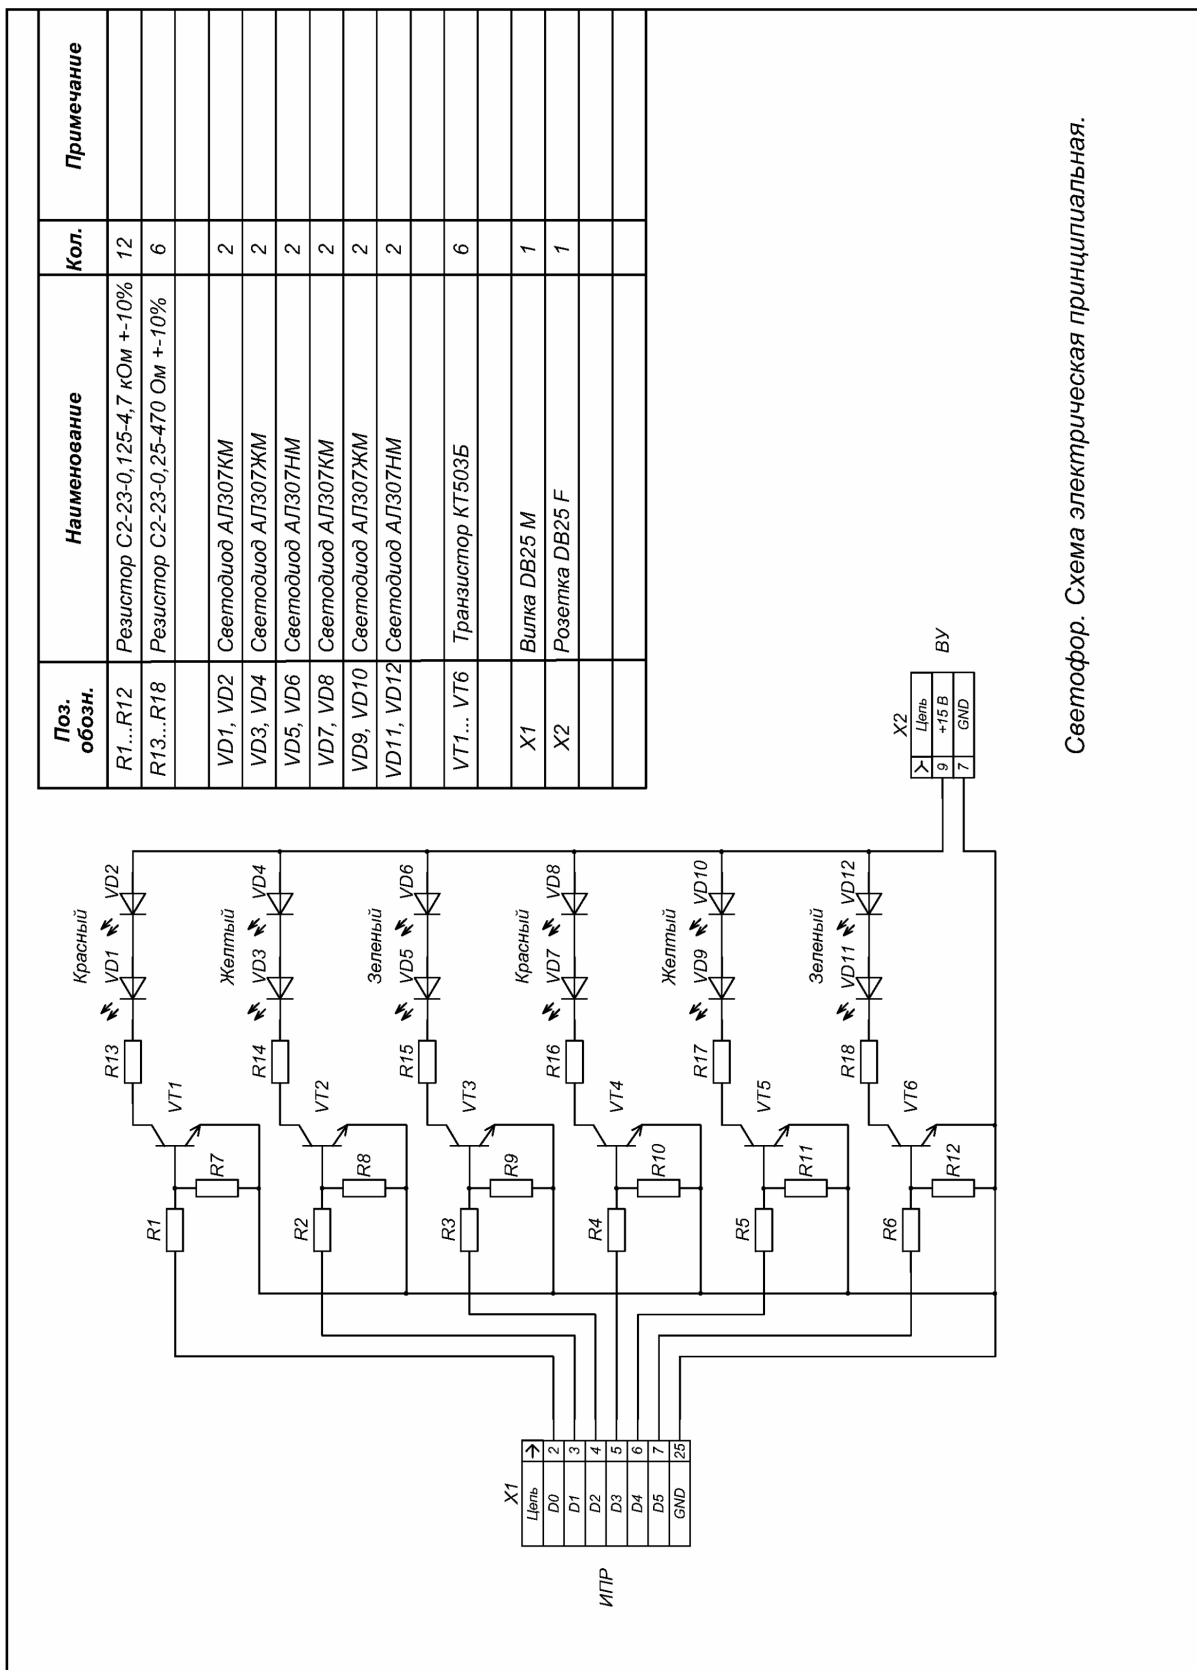 Поз. обозн. Наименование Кол. Примечание
R1...R12 Резистор С2-23-0,125-4,7 кОм +-10% 12
R13...R18 Резистор С2-23-0,25-470 Ом +-10% 6
VD1, VD2 Светодиод АЛ307КМ 2
VD3, VD4 Светодиод АЛ307ЖМ 2
VD5, VD6 Светодиод АЛ307НМ 2
VD7, VD8 Светодиод АЛ307КМ 2
VD9, VD10 Светодиод АЛ307ЖМ 2
VD11, VD12 Светодиод АЛ307НМ 2
VT1... VT6 Транзистор КТ503Б 6
X1 Вилка DB25 M 1
X2 Розетка DB25 F 1
Красный
R13 VD1 VD2
VT1
R1 R7
Желтый
R14 VD3 VD4
VT2
R2 R8
Зеленый
R15 VD5 VD6
VT3
R3 R9
Красный
R16 VD7 VD8
VT4
R4 R10
Желтый
R17 VD9 VD10
VT5
R5 R11
Зеленый
R18 VD11 VD12
VT6
R6 R12
X1
Цепь
D0 2
D1 3
D2 4
D3 5
D4 6
D5 7
GND 25
ИПР
X2
Цепь
9 +15 В
7 GND
ВУ
Светофор. Схема электрическая принципиальная.